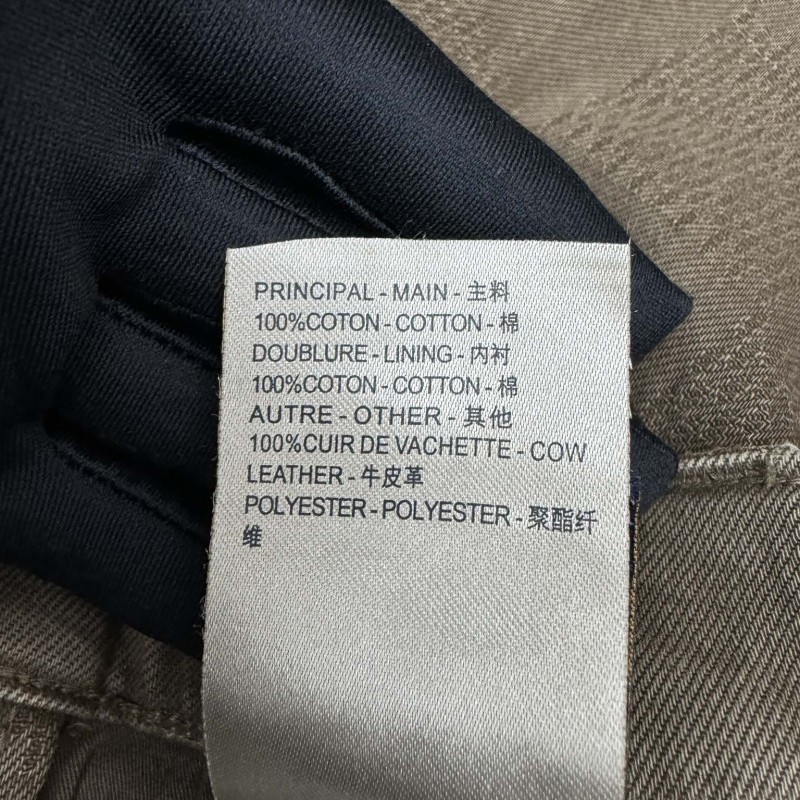 PRINCIPAL - MAIN - 主料
100%COTON - COTTON - 棉
DOUBLURE - LINING - 内衬
100%COTON - COTTON - 棉
AUTRE - OTHER - 其他
100%CUIR DE VACHETTE - COW
LEATHER - 牛皮革
POLYESTER - POLYESTER - 聚酯纤
维